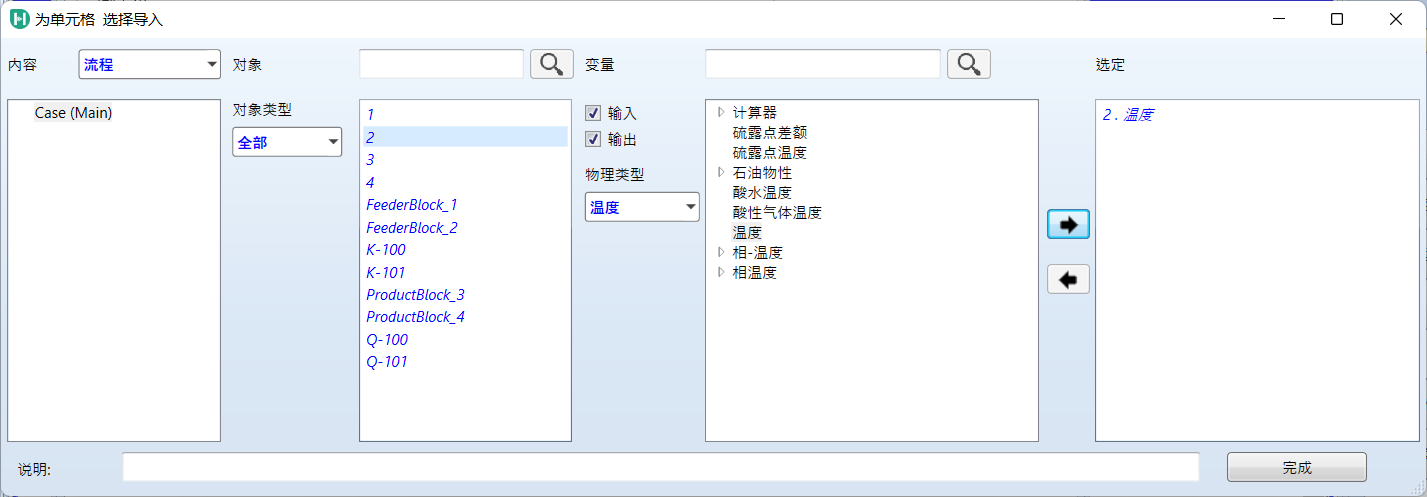 为单元格 选择导入
内容
流程
对象
变量
选定
Case (Main)
对象类型
全部
1
2
3
4
FeederBlock_1
FeederBlock_2
K-100
K-101
ProductBlock_3
ProductBlock_4
Q-100
Q-101
输入
输出
物理类型
温度
计算器
硫露点差额
硫露点温度
石油物性
酸水温度
酸性气体温度
温度
相-温度
相温度
2 . 温度
说明:
完成